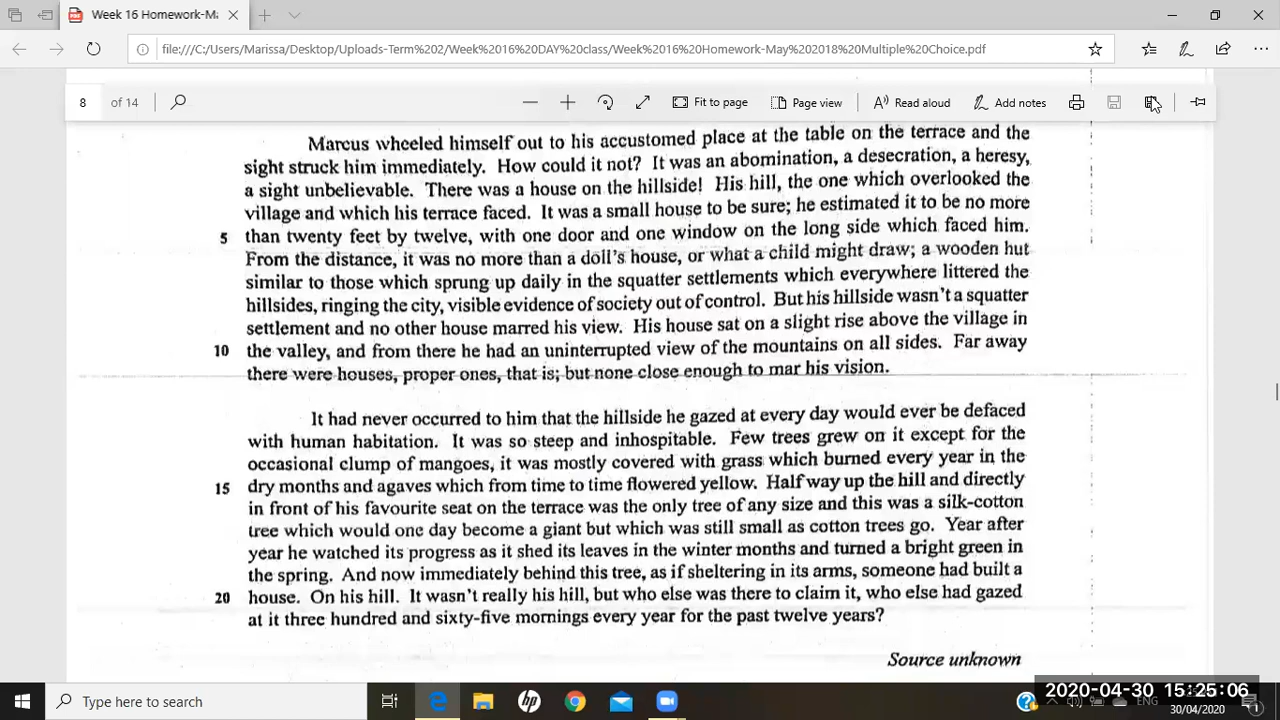 Week 16 Homework-Ma
file:///C:/Users/Marissa/Desktop/Uploads-Term%202/Week%2016%20DAY%20class/Week%2016%20Homework-May%202018%20Multiple%20Choice.pdf
8 of 14 Fit to page Page view Read aloud Add notes
Marcus wheeled himself out to his accustomed place at the table on the terrace and the
sight struck him immediately. How could it not? It was an abomination, a desecration, a heresy,
a sight unbelievable. There was a house on the hillside! His hill, the one which overlooked the
village and which his terrace faced. It was a small house to be sure; he estimated it to be no more
5 than twenty feet by twelve, with one door and one window on the long side which faced him.
From the distance, it was no more than a doll's house, or what a child might draw; a wooden hut
similar to those which sprung up daily in the squatter settlements which everywhere littered the
hillsides, ringing the city, visible evidence of society out of control. But his hillside wasn't a squatter
settlement and no other house marred his view. His house sat on a slight rise above the village in
10 the valley, and from there he had an uninterrupted view of the mountains on all sides. Far away
there were houses, proper ones, that is; but none close enough to mar his vision.
It had never occurred to him that the hillside he gazed at every day would ever be defaced
with human habitation. It was so steep and inhospitable. Few trees grew on it except for the
occasional clump of mangoes, it was mostly covered with grass which burned every year in the
15 dry months and agaves which from time to time flowered yellow. Half way up the hill and directly
in front of his favourite seat on the terrace was the only tree of any size and this was a silk-cotton
tree which would one day become a giant but which was still small as cotton trees go. Year after
year he watched its progress as it shed its leaves in the winter months and turned a bright green in
the spring. And now immediately behind this tree, as if sheltering in its arms, someone had built a
20 house. On his hill. It wasn't really his hill, but who else was there to claim it, who else had gazed
at it three hundred and sixty-five mornings every year for the past twelve years?
Source unknown
Type here to search
ENG
2020-04-30 15:25:06
30/04/2020